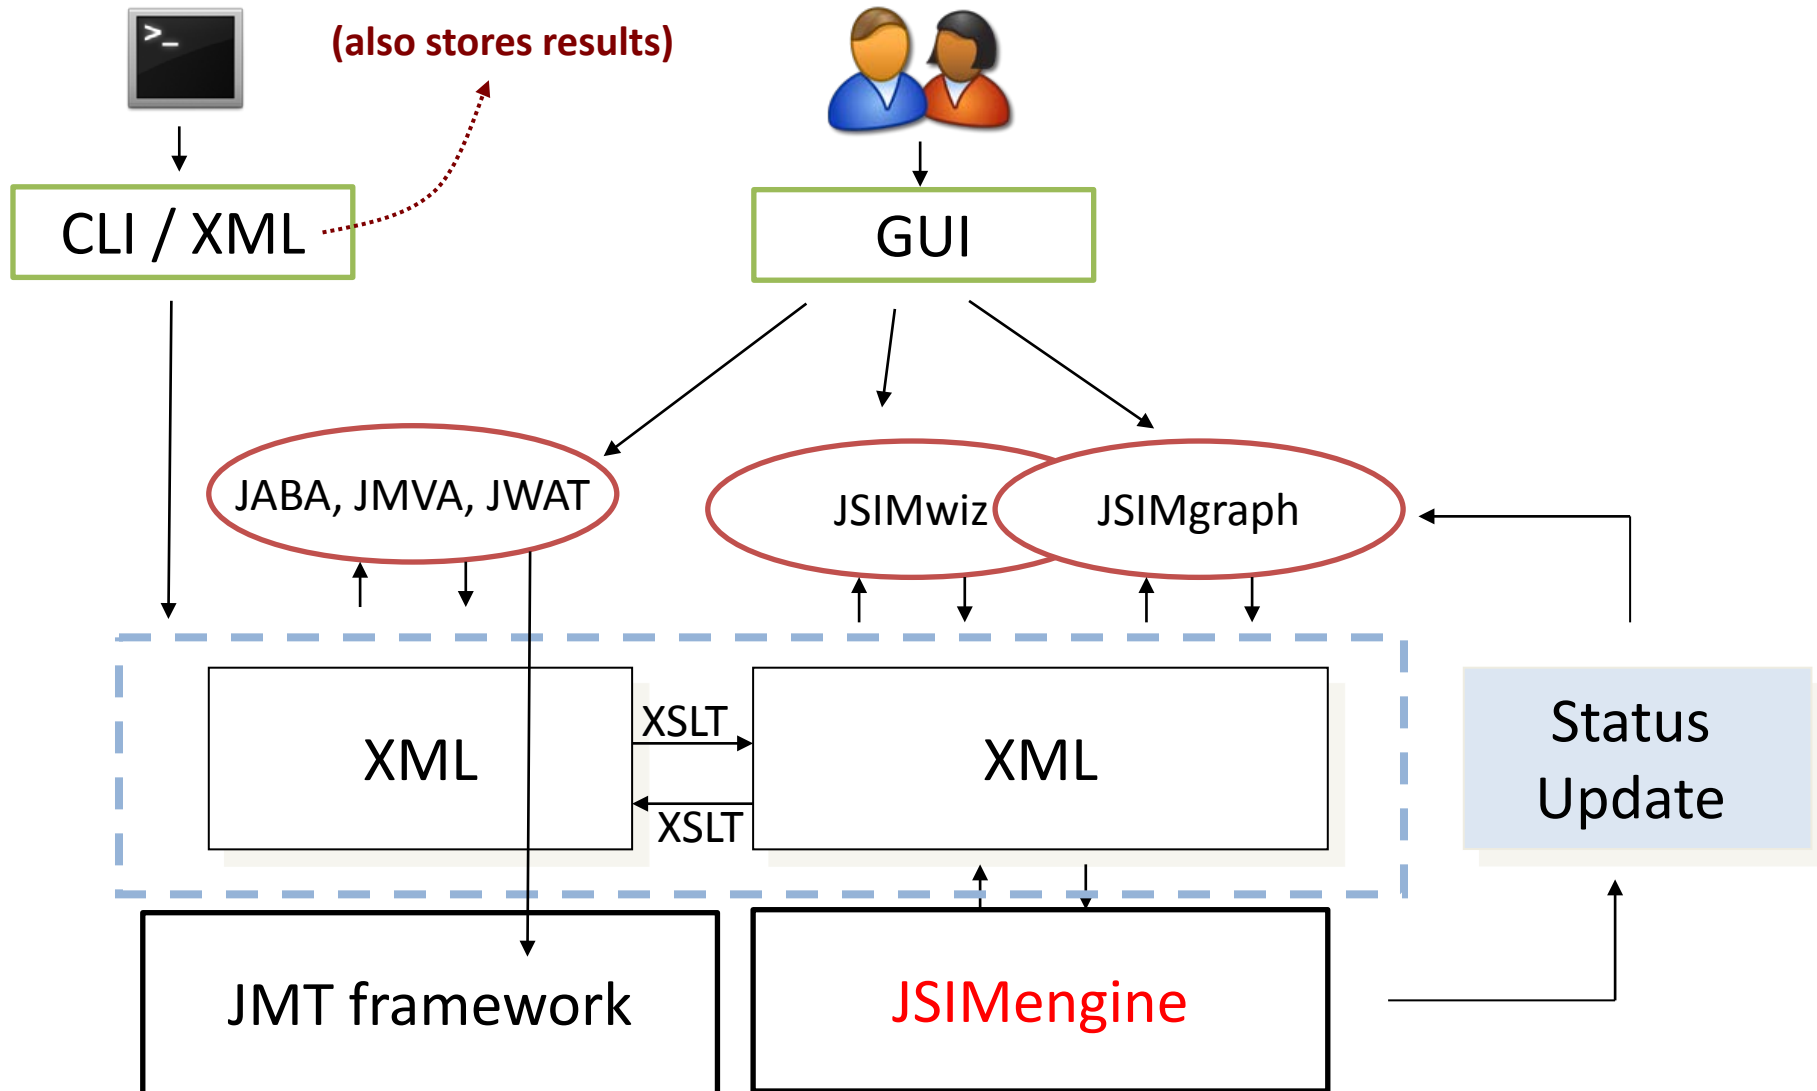 >_
(also stores results)
CLI / XML
GUI
JABA, JMVA, JWAT
JSIMwiz
JSIMgraph
XML
XSLT
XSLT
XML
Status
Update
JMT framework
JSIMengine